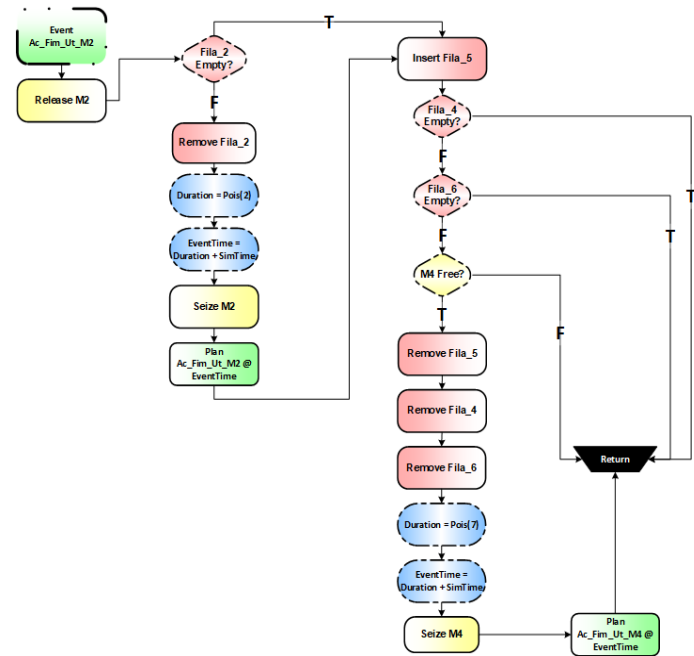 Event
Ac_Fim_Ut_M2
Release M2
Fila_2
Empty?
T
F
Remove Fila_2
Duration = Pois(2)
EventTime =
Duration + SimTime
Seize M2
Plan
Ac_Fim_Ut_M2 @
EventTime
Insert Fila_5
Fila_4
Empty?
T
F
Fila_6
Empty?
T
F
M4 Free?
F
T
Remove Fila_5
Remove Fila_4
Remove Fila_6
Duration = Pois(7)
EventTime =
Duration + SimTime
Seize M4
Plan
Ac_Fim_Ut_M4 @
EventTime
Return